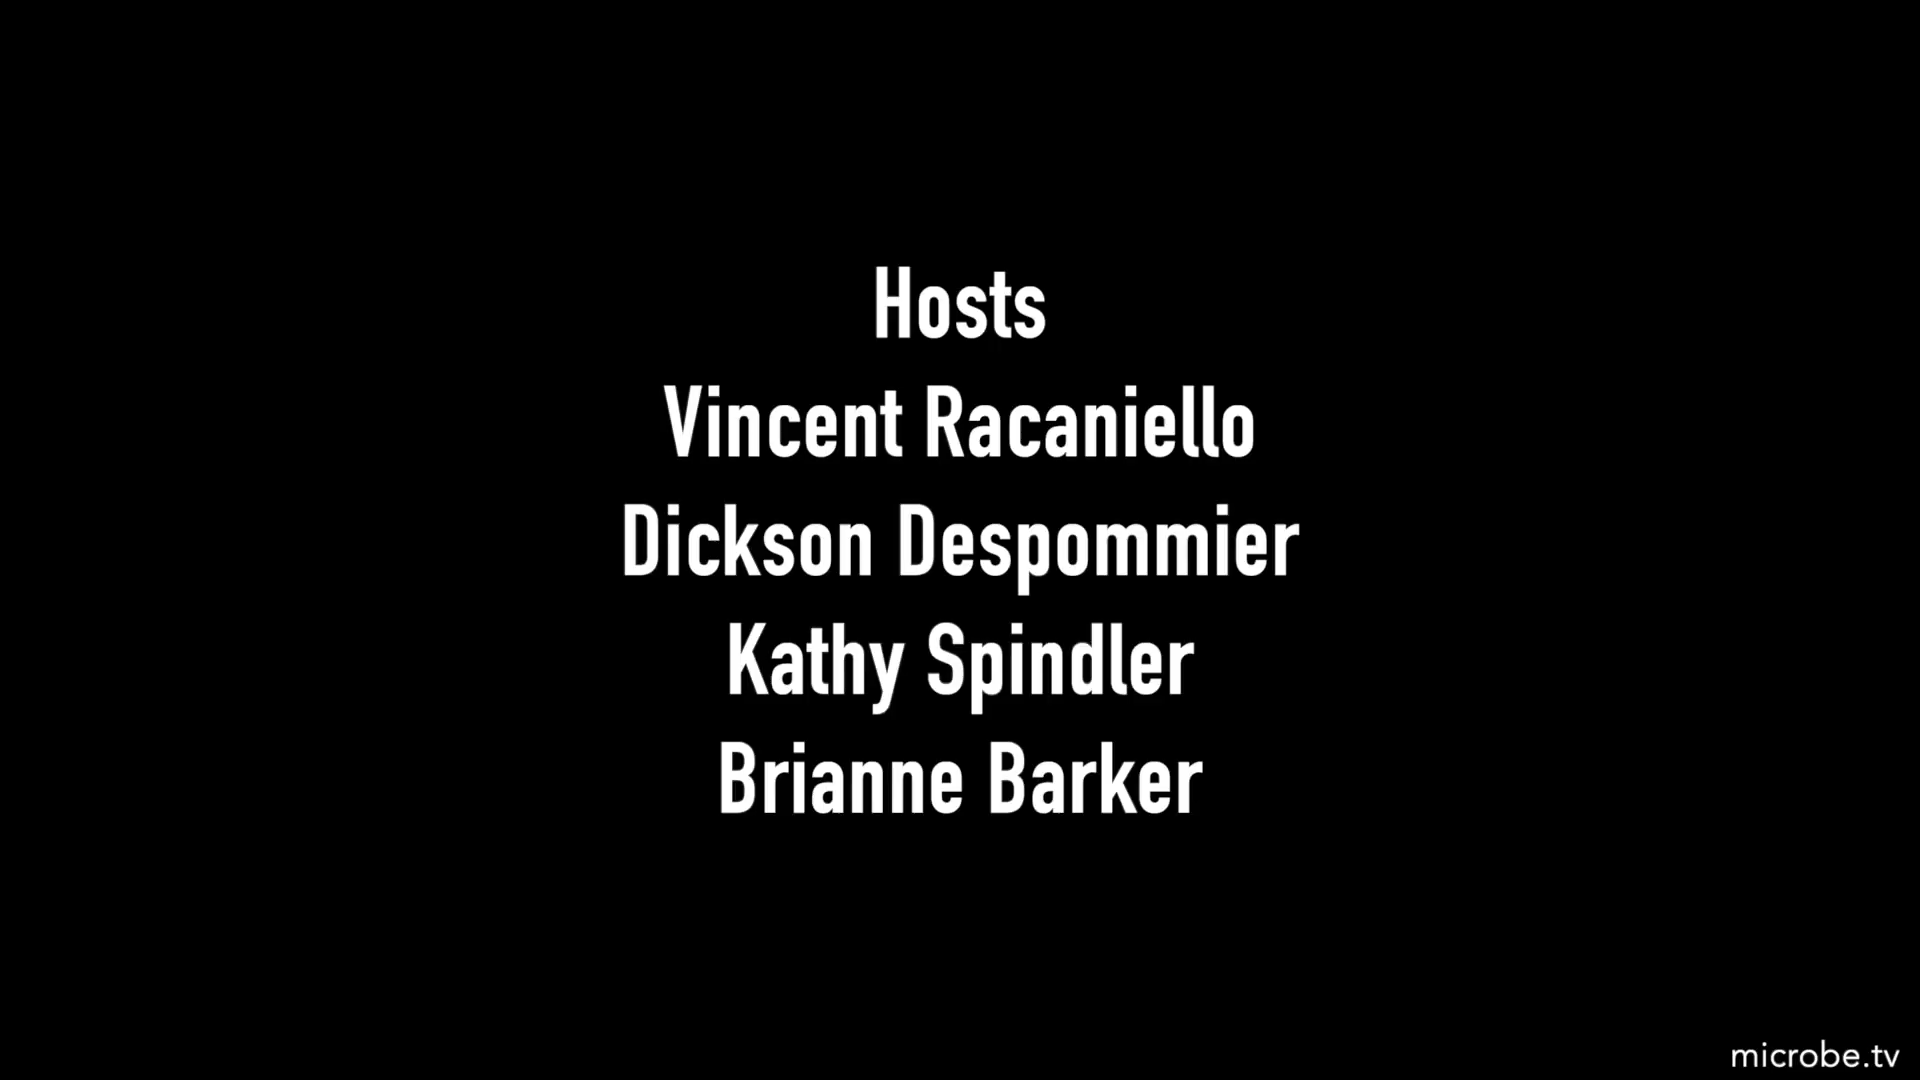 Hosts
Vincent Racaniello
Dickson Despommier
Kathy Spindler
Brianne Barker
microbe.tv